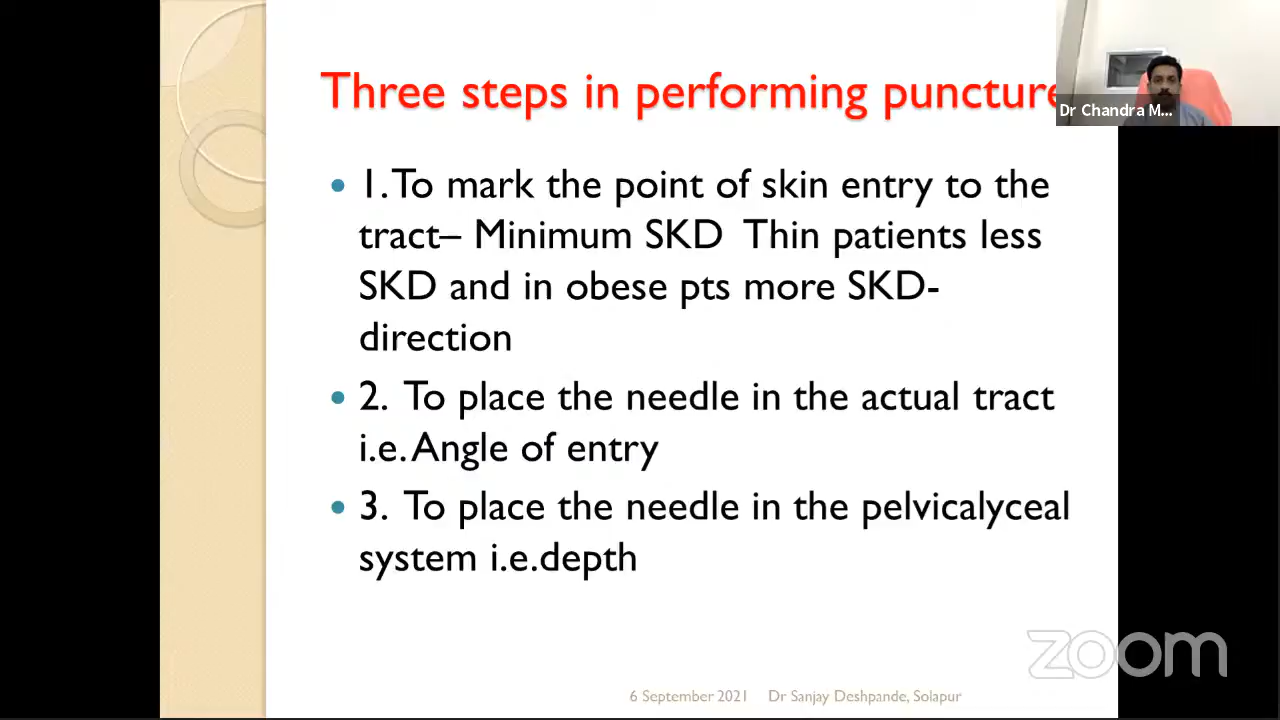 Three steps in performing puncture
Dr Chandra M...
• 1. To mark the point of skin entry to the
tract– Minimum SKD Thin patients less
SKD and in obese pts more SKD-
direction
• 2. To place the needle in the actual tract
i.e. Angle of entry
• 3. To place the needle in the pelvicalyceal
system i.e.depth
zoom
6 September 2021 Dr Sanjay Deshpande, Solapur